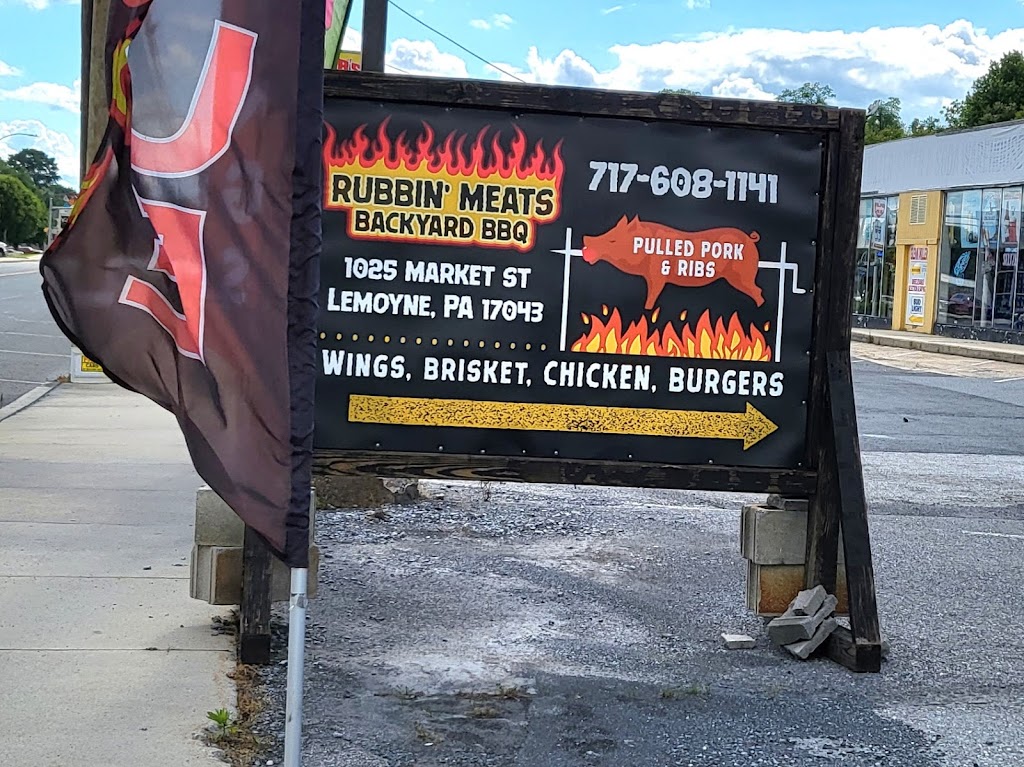 RUBBIN' MEATS
BACKYARD BBQ
1025 MARKET ST
LEMOYNE, PA 17043
717-608-1141
PULLED PORK
& RIBS
WINGS, BRISKET, CHICKEN, BURGERS